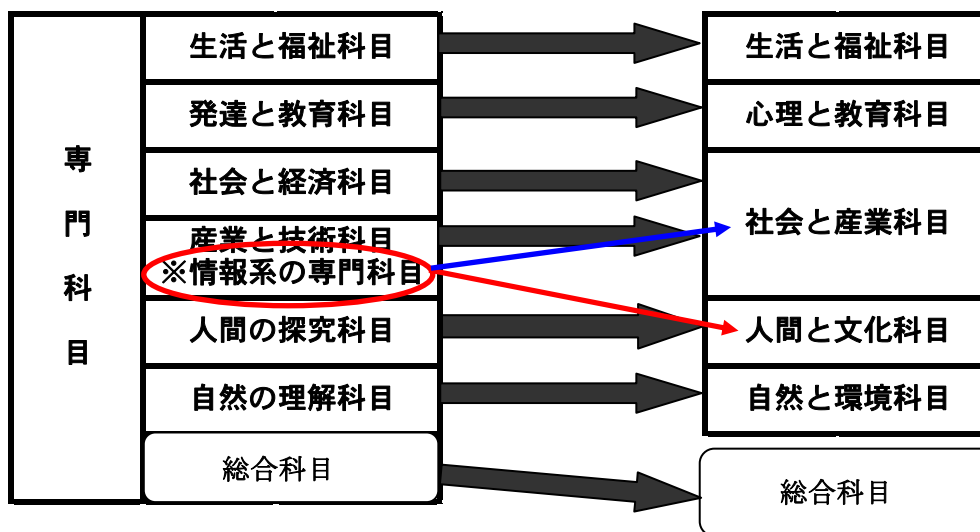 専門科目
生活と福祉科目
発達と教育科目
社会と経済科目
産業と技術科目
※情報系の専門科目
人間の探究科目
自然の理解科目
総合科目
生活と福祉科目
心理と教育科目
社会と産業科目
人間と文化科目
自然と環境科目
総合科目